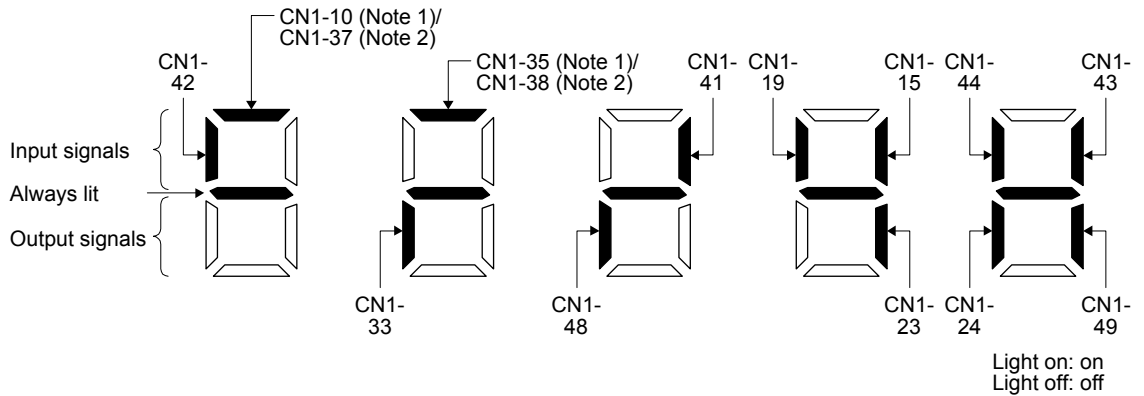 CN1-10 (Note 1)/
CN1-37 (Note 2)
CN1-
42
CN1-35 (Note 1)/
CN1-38 (Note 2)
CN1-
41
CN1-
19
CN1-
15
CN1-
44
CN1-
43
Input signals
Always lit
Output signals
CN1-
33
CN1-
48
CN1-
23
CN1-
24
CN1-
49
Light on: on
Light off: off